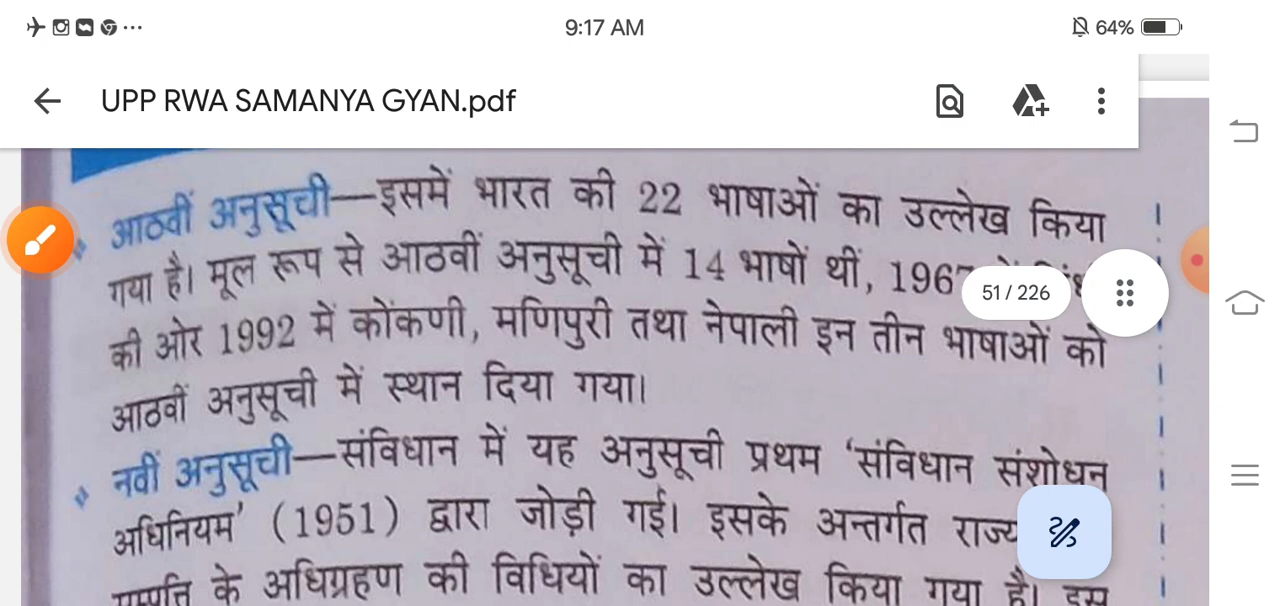 9:17 AM
64%
UPP RWA SAMANYA GYAN.pdf
आठवीं अनुसूची—इसमें भारत की 22 भाषाओं का उल्लेख किया
गया है। मूल रूप से आठवीं अनुसूची में 14 भाषों थीं,
51 / 226
की ओर 1992 में कोंकणी, मणिपुरी तथा नेपाली इन तीन भाषाओं को
आठवीं अनुसूची में स्थान दिया गया।
नवीं अनुसूची—संविधान में यह अनुसूची प्रथम ‘संविधान संशोधन
अधिनियम’ (1951) द्वारा जोड़ी गई। इसके अन्तर्गत राज्य
के अधिग्रहण की विधियों का उल्लेख किया गया है। इस